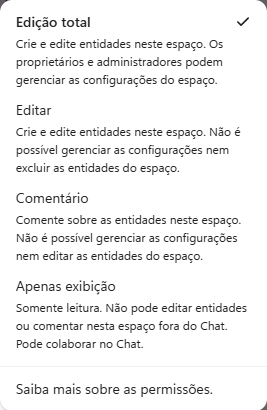 Edição total
Crie e edite entidades neste espaço. Os
proprietários e administradores podem
gerenciar as configurações do espaço.
Editar
Crie e edite entidades neste espaço. Não é
possível gerenciar as configurações nem
excluir as entidades do espaço.
Comentário
Comente sobre as entidades neste espaço.
Não é possível gerenciar as configurações
nem editar as entidades do espaço.
Apenas exibição
Somente leitura. Não pode editar entidades
ou comentar nesta espaço fora do Chat.
Pode colaborar no Chat.
Saiba mais sobre as permissões.